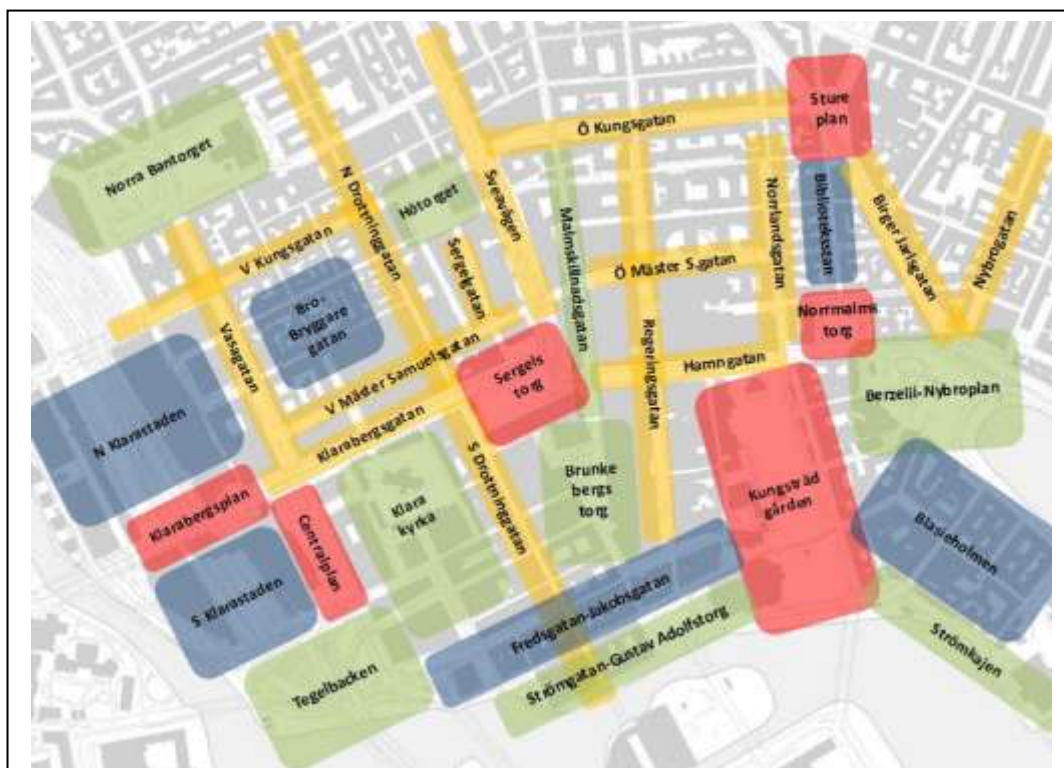 Sture
plan
Ö Kungsgatan
Norra Bantorget
N Drottninggatan
Hötorget
Sveavägen
Malmskillnadsgatan
Norrlandsgatan
Biblioteksstan
Birger Jarlsgatan
Nybrogatan
V Kungsgatan
Sergelgatan
Ö Mäster S.gatan
Bro-
Bryggare
gatan
Vasagatan
Norrmalms
torg
V Mäster Samuelsgatan
Sergels
torg
Regeringsgatan
Hamngatan
Berzelii-Nybroplan
N Klarastaden
Klarabergsgatan
S Drottninggatan
Brunke
bergs
torg
Kungsträd
gården
Klara
kyrka
Klarabergsplan
Centralplan
Blasieholmen
S Klarastaden
Fredsgatan-Jakobsgatan
Strömgatan-Gustav Adolfstorg
Strömkajen
Tegelbacken